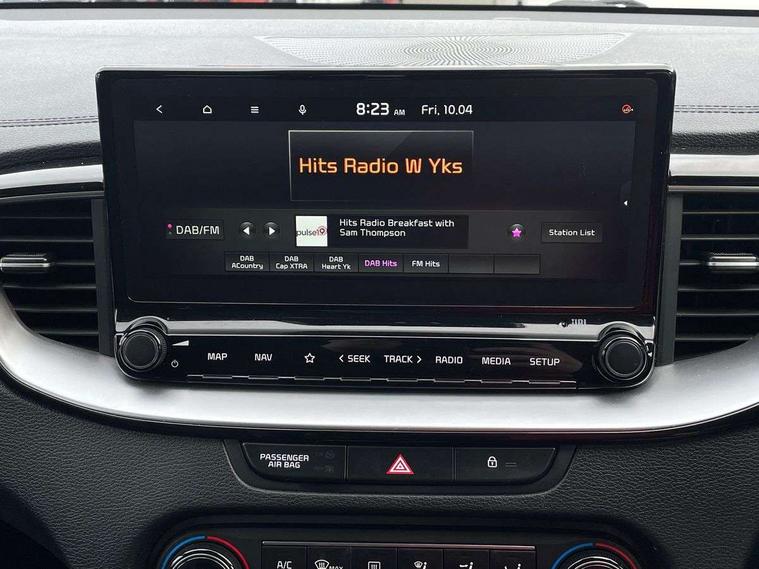 8:23 AM Fri, 10.04
Hits Radio W Yks
DAB/FM
pulse1
Hits Radio Breakfast with
Sam Thompson
Station List
DAB
ACountry
DAB
Cap XTRA
DAB
Heart Yk
DAB Hits
FM Hits
JBL
MAP
NAV
< SEEK
TRACK >
RADIO
MEDIA
SETUP
PASSENGER
AIR BAG
A/C
MAX